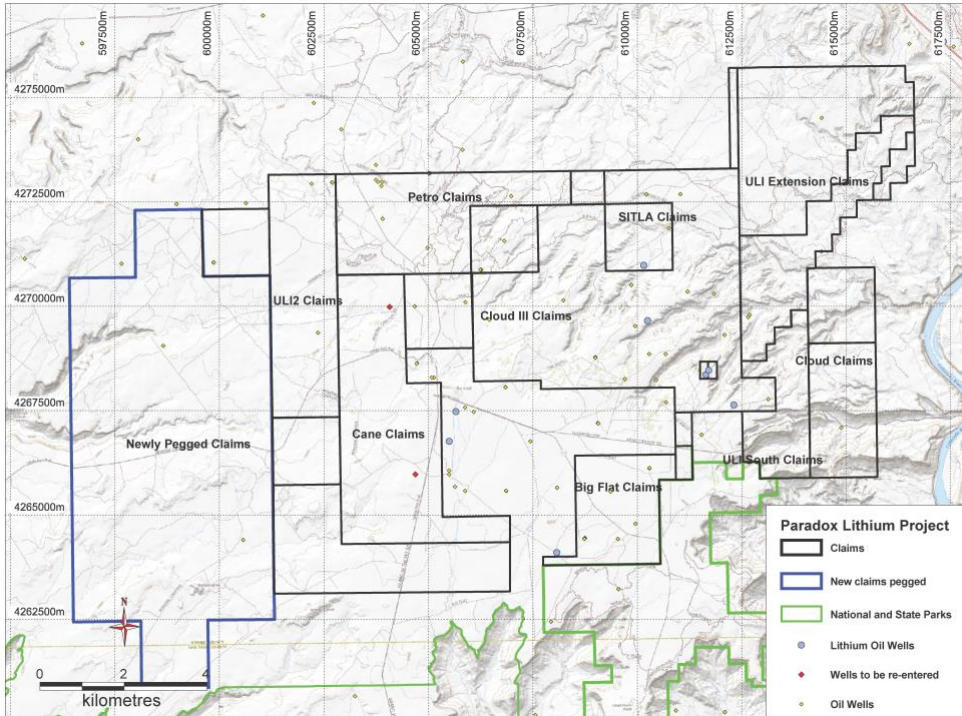 597500m
600000m
602500m
605000m
607500m
610000m
612500m
615000m
617500m
4275000m
4272500m
4270000m
4267500m
4265000m
4262500m
ULI Extension Claims
Petro Claims
SITLA Claims
ULI2 Claims
Cloud III Claims
Cloud Claims
Newly Pegged Claims
Cane Claims
ULI South Claims
Big Flat Claims
N
0 2 4
kilometres
Paradox Lithium Project
Claims
New claims pegged
National and State Parks
Lithium Oil Wells
Wells to be re-entered
Oil Wells